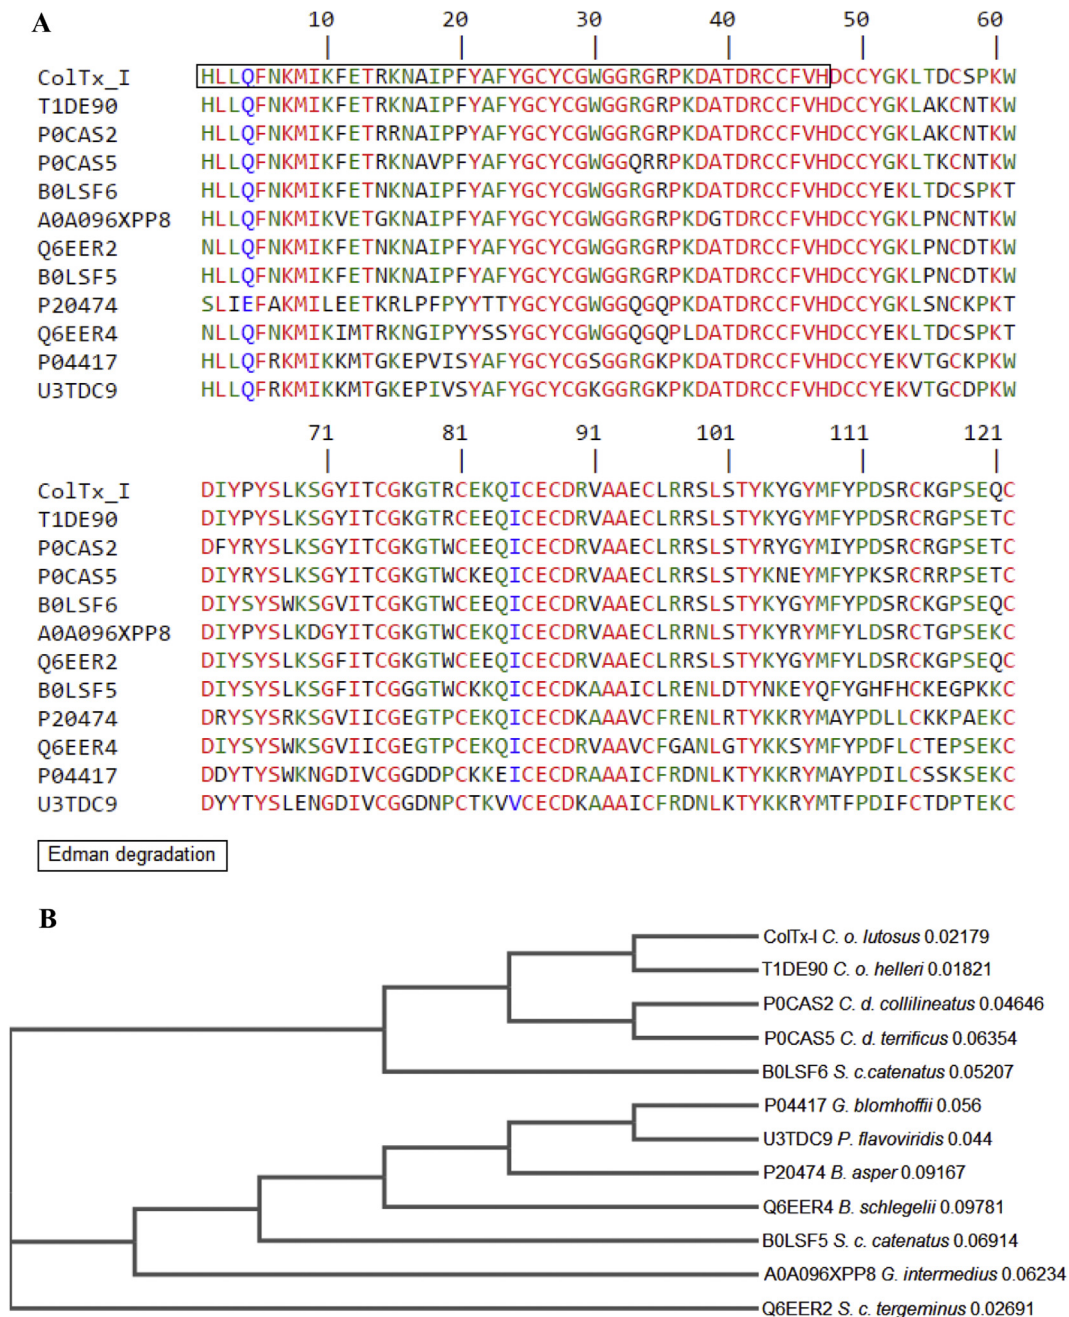 A
10 20 30 40 50 60
ColTx_I HLLQFNKMIKFETRKNAIPFYAFYGCYCGWGGRGRPKDATDRCCFVHDCCYGKLTDCSPKW
T1DE90 HLLQFNKMIKFETRKNAIPFYAFYGCYCGWGGRGRPKDATDRCCFVHDCCYGKLAKCNTKW
P0CAS2 HLLQFNKMIKFETRRNAIPPYAFYGCYCGWGGRGRPKDATDRCCFVHDCCYGKLAKCNTKW
P0CAS5 HLLQFNKMIKFETRKNAVPFYAFYGCYCGWGGQRRPKDATDRCCFVHDCCYGKLTKCNTKW
B0LSF6 HLLQFNKMIKFETNKNAIPFYAFYGCYCGWGGRGRPKDATDRCCFVHDCCYEKLTDCSPKT
A0A096XPP8 HLLQFNKMIKVETGKNAIPFYAFYGCYCGWGGRGRPKDGTDRCCFVHDCCYGKLPNCNTKW
Q6EER2 NLLQFNKMIKFETNKNAIPFYAFYGCYCGWGGRGRPKDATDRCCFVHDCCYGKLPNCDTKW
B0LSF5 HLLQFNKMIKFETNKNAIPFYAFYGCYCGWGGRGRPKDATDRCCFVHDCCYGKLPNCDTKW
P20474 SLIEFAKMILEETKRLPFPYYTTYGCYCGWGGQGQPKDATDRCCFVHDCCYGKLSNCKPKT
Q6EER4 NLLQFNKMIKIMTRKNGIPYYSSYGCYCGWGGQGQPLDATDRCCFVHDCCYEKLTDCSPKT
P04417 HLLQFRKMIKKMTGKEPVISYAFYGCYCGSGGRGKPKDATDRCCFVHDCCYEKVTGCKPKW
U3TDC9 HLLQFRKMIKKMTGKEPIVSYAFYGCYCGKGGRGKPKDATDRCCFVHDCCYEKVTGCDPKW
71 81 91 101 111 121
ColTx_I DIYPYSLKSGYITCGKGTRCEKQICECDRVAAECLRRSLSTYKYGYMFYPDSRCKGPSEQC
T1DE90 DIYPYSLKSGYITCGKGTRCEEQICECDRVAAECLRRSLSTYKYGYMFYPDSRCRGPSETC
P0CAS2 DFYRYSLKSGYITCGKGTWCEEQICECDRVAAECLRRSLSTYRYGYMIYPDSRCRGPSETC
P0CAS5 DIYRYSLKSGYITCGKGTWCKEQICECDRVAAECLRRSLSTYKNEYMFYPKSRCRRPSETC
B0LSF6 DIYSYSWKSGVITCGKGTWCEEQICECDRVAAECLRRSLSTYKYGYMFYPDSRCKGPSEQC
A0A096XPP8 DIYPYSLKDGYITCGKGTWCEKQICECDRVAAECLRRNLSTYKYRYMFYLDSRCTGPSEKC
Q6EER2 DIYSYSLKSGFITCGKGTWCEEQICECDRVAAECLRRSLSTYKYGYMFYLDSRCKGPSEQC
B0LSF5 DIYSYSLKSGFITCGGGTWCKKQICECDKAAAICLRENLDTYNKEYQFYGHFHCKEGPKKC
P20474 DRYSYSRKSGVIICGEGTPCEKQICECDKAAAVCFRENLRTYKKRYMAYPDLLCKKPAEKC
Q6EER4 DIYSYSWKSGVIICGEGTPCEKQICECDRVAAVCFGANLGTYKKSYMFYPDFLCTEPSEKC
P04417 DDYTYSWKNGDIVCGGDDPCKKEICECDRAAAICFRDNLKTYKKRYMAYPDILCSSKSEKC
U3TDC9 DYYTYSLENGDIVCGGDNPCTKVVCECDKAAAICFRDNLKTYKKRYMTFPDIFCTDPTEKC
Edman degradation
B
ColTx-I C. o. lutosus 0.02179
T1DE90 C. o. helleri 0.01821
P0CAS2 C. d. collilineatus 0.04646
P0CAS5 C. d. terrificus 0.06354
B0LSF6 S. c.catenatus 0.05207
P04417 G. blomhoffii 0.056
U3TDC9 P. flavoviridis 0.044
P20474 B. asper 0.09167
Q6EER4 B. schlegelii 0.09781
B0LSF5 S. c. catenatus 0.06914
A0A096XPP8 G. intermedius 0.06234
Q6EER2 S. c. tergeminus 0.02691